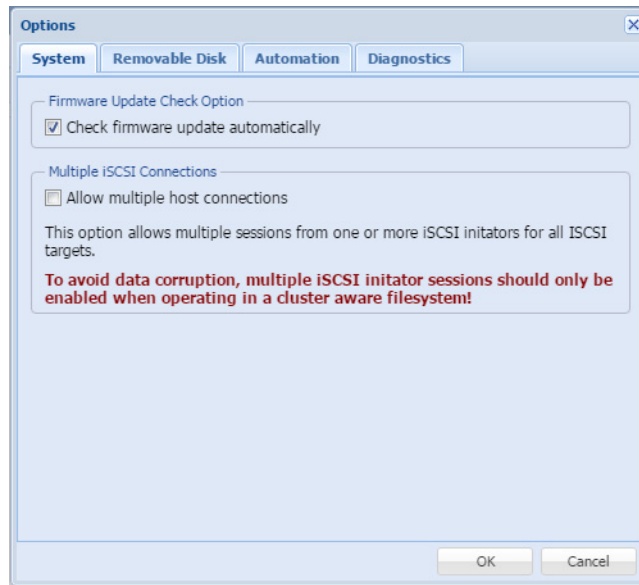 Options
System Removable Disk Automation Diagnostics
Firmware Update Check Option
Check firmware update automatically
Multiple iSCSI Connections
Allow multiple host connections
This option allows multiple sessions from one or more iSCSI initators for all ISCSI
targets.
To avoid data corruption, multiple iSCSI initator sessions should only be
enabled when operating in a cluster aware filesystem!
OK Cancel